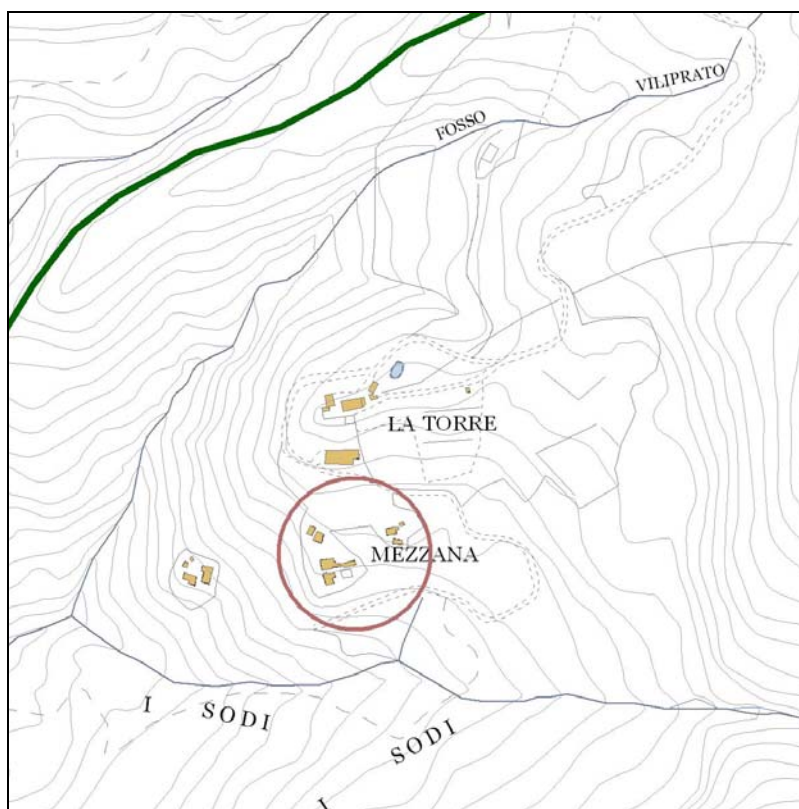 VILIPRATO
FOSSO
LA TORRE
MEZZANA
I SODI
I SODI
I